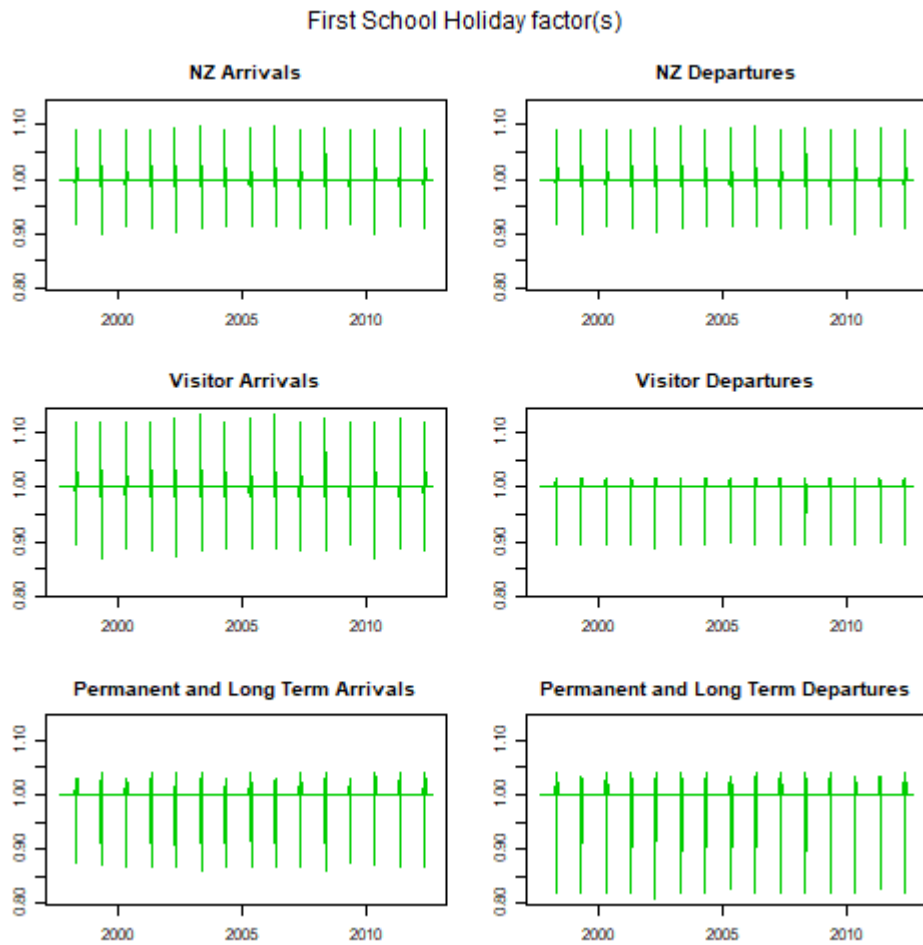 First School Holiday factor(s)
NZ Arrivals
NZ Departures
1.10
1.00
0.90
0.80
2000 2005 2010
1.10
1.00
0.90
0.80
2000 2005 2010
Visitor Arrivals
Visitor Departures
1.10
1.00
0.90
0.80
2000 2005 2010
1.10
1.00
0.90
0.80
2000 2005 2010
Permanent and Long Term Arrivals
Permanent and Long Term Departures
1.10
1.00
0.90
0.80
2000 2005 2010
1.10
1.00
0.90
0.80
2000 2005 2010